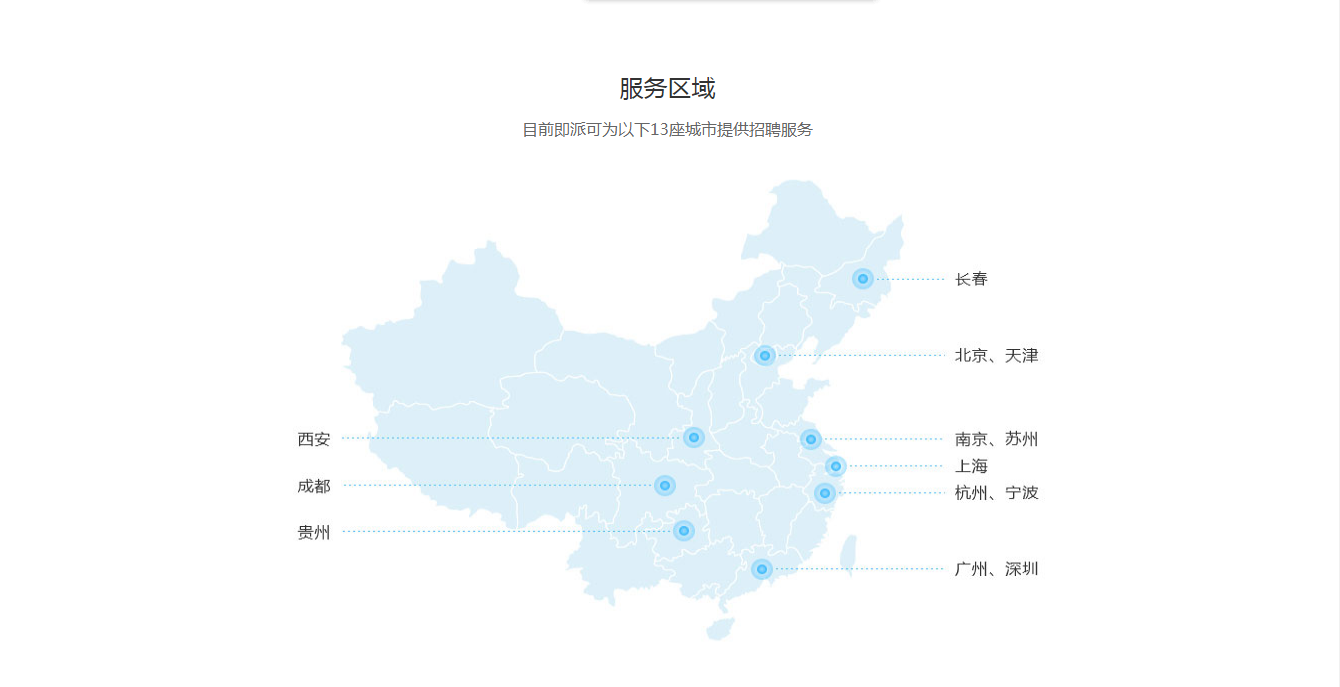 服务区域
目前即派可为以下13座城市提供招聘服务
长春
北京、天津
西安
南京、苏州
上海
成都
杭州、宁波
贵州
广州、深圳